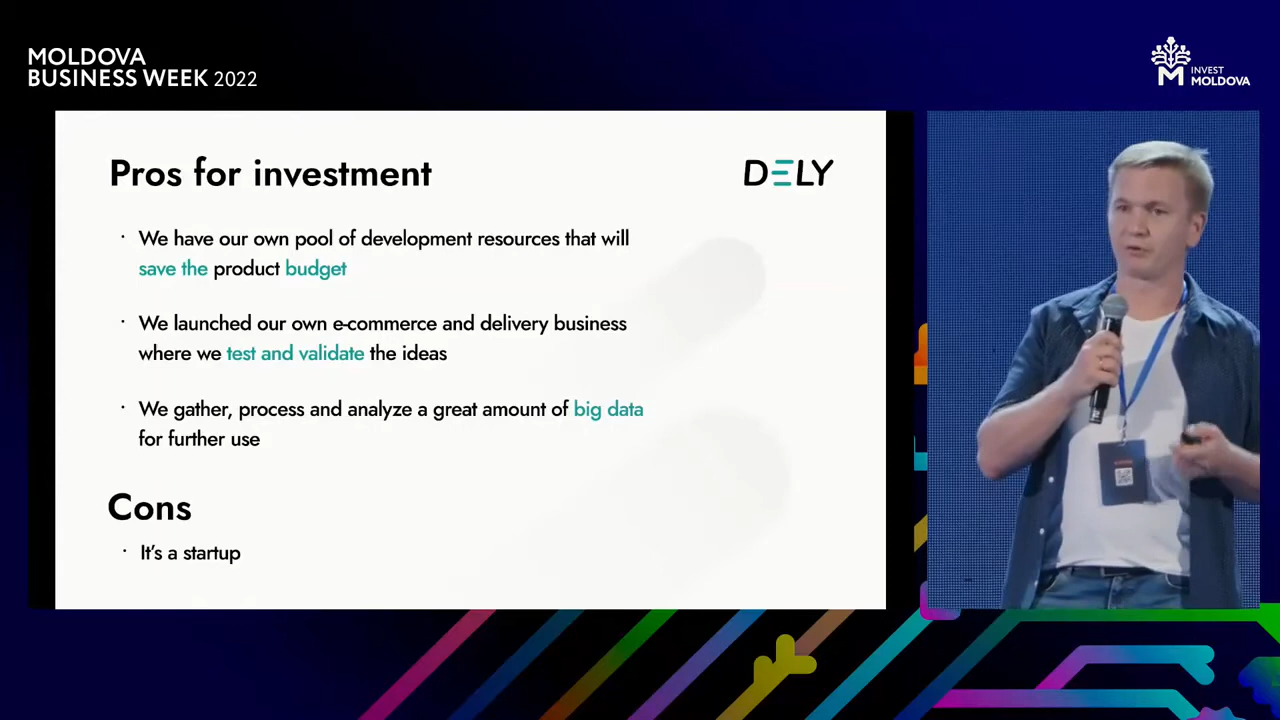 MOLDOVA
BUSINESS WEEK 2022
INVEST
MOLDOVA
Pros for investment
DELY
· We have our own pool of development resources that will
save the product budget
· We launched our own e-commerce and delivery business
where we test and validate the ideas
· We gather, process and analyze a great amount of big data
for further use
Cons
· It's a startup